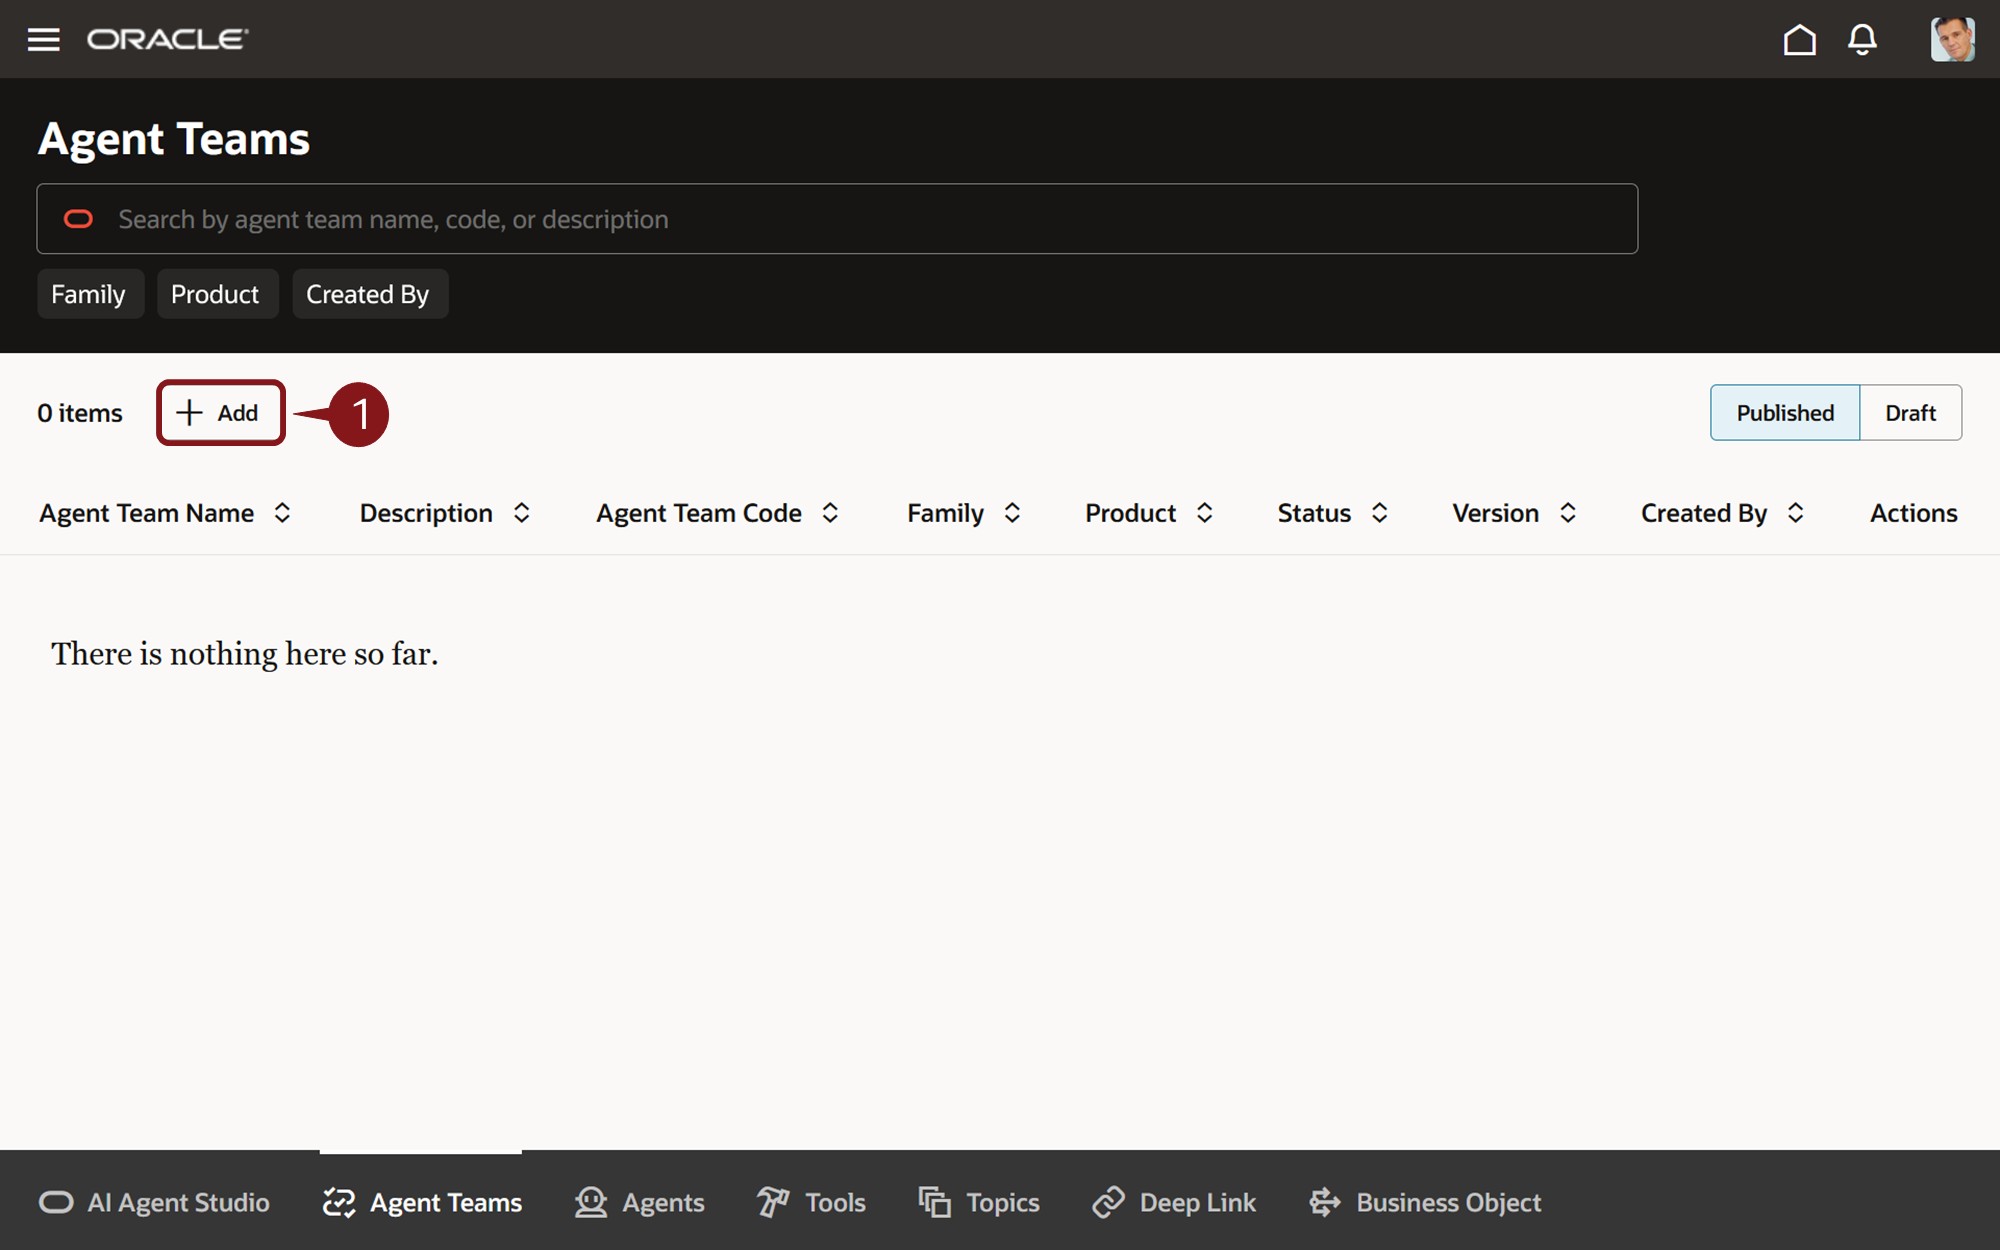 ORACLE
Agent Teams
Search by agent team name, code, or description
Family Product Created By
0 items Add 1 Published Draft
Agent Team Name Description Agent Team Code Family Product Status Version Created By Actions
There is nothing here so far.
AI Agent Studio Agent Teams Agents Tools Topics Deep Link Business Object